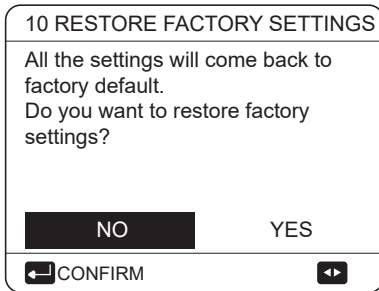 10 RESTORE FACTORY SETTINGS
All the settings will come back to
factory default.
Do you want to restore factory
settings?
NO YES
CONFIRM